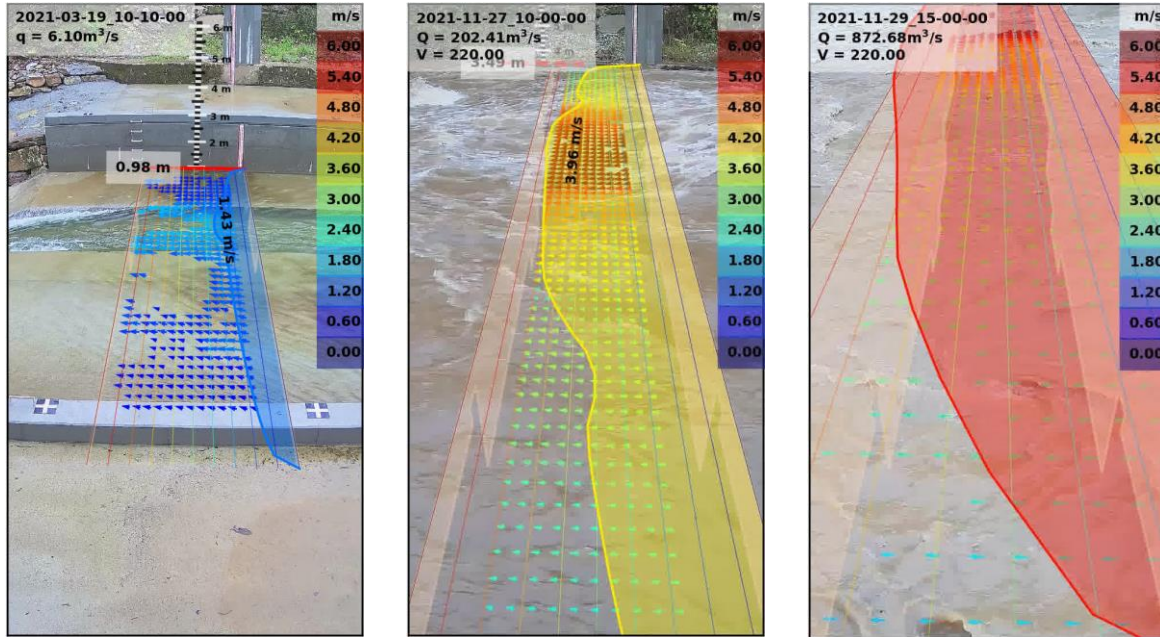 2021-03-19_10-10-00
q = 6.10m³/s
m/s
6.00
5.40
4.80
4.20
3.60
3.00
2.40
1.80
1.20
0.60
0.00
6 m
5 m
4 m
3 m
2 m
0.98 m
1.43 m/s
2021-11-27_10-00-00
Q = 202.41m³/s
V = 220.00
3.49 m
3.96 m/s
m/s
6.00
5.40
4.80
4.20
3.60
3.00
2.40
1.80
1.20
0.60
0.00
2021-11-29_15-00-00
Q = 872.68m³/s
V = 220.00
m/s
6.00
5.40
4.80
4.20
3.60
3.00
2.40
1.80
1.20
0.60
0.00